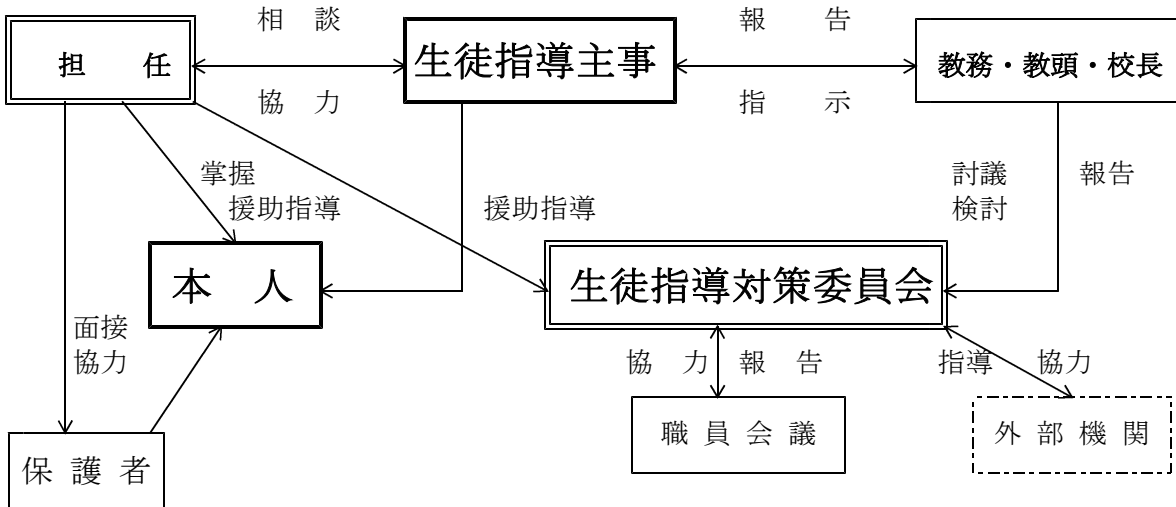 相　談
報　　告
担　　任
生徒指導主事
教務・教頭・校長
協　力
指　　示
掌握
援助指導
援助指導
討議
検討
報告
本　人
生徒指導対策委員会
面接
協力
協　力
報　告
指導
協力
保護者
職員会議
外部機関